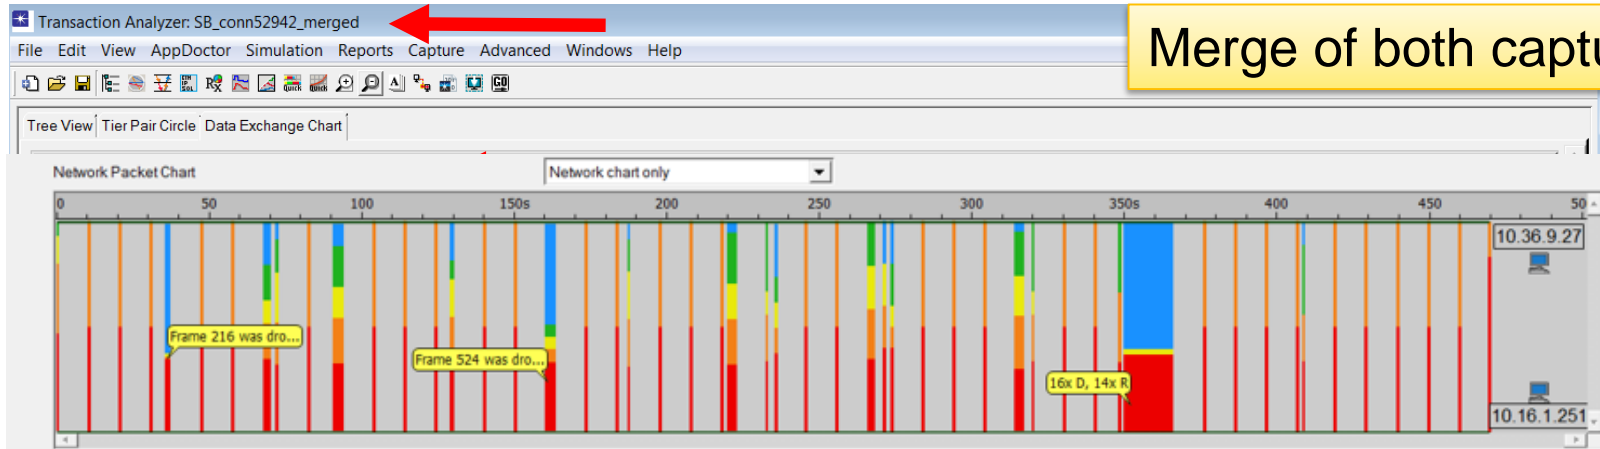 Transaction Analyzer: SB_conn52942_merged
Merge of both captu
File Edit View AppDoctor Simulation Reports Capture Advanced Windows Help
Tree View Tier Pair Circle Data Exchange Chart
Network Packet Chart
Network chart only
0 50 100 150s 200 250 300 350s 400 450 50
10.36.9.27
Frame 216 was dro...
Frame 524 was dro...
16x D, 14x R
10.16.1.251